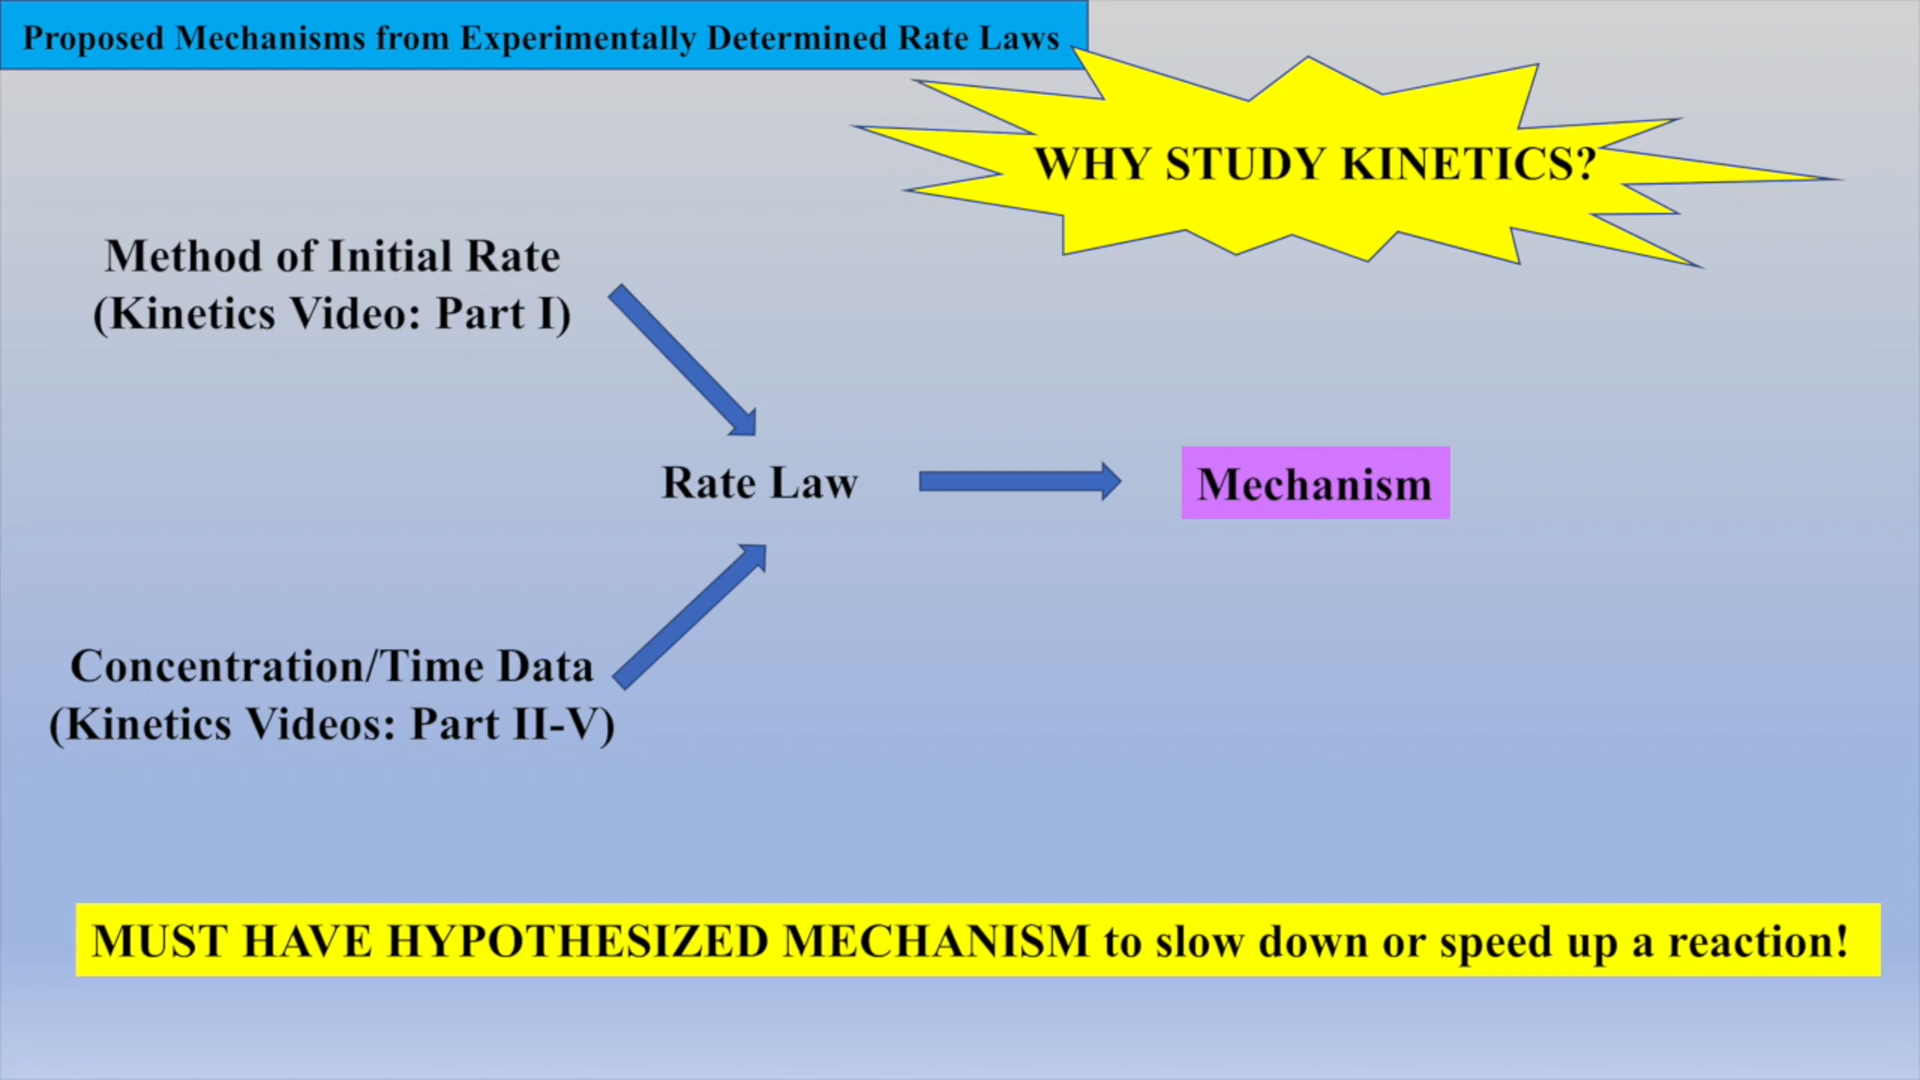 Proposed Mechanisms from Experimentally Determined Rate Laws
WHY STUDY KINETICS?
Method of Initial Rate
(Kinetics Video: Part I)
Rate Law
Mechanism
Concentration/Time Data
(Kinetics Videos: Part II-V)
MUST HAVE HYPOTHESIZED MECHANISM to slow down or speed up a reaction!